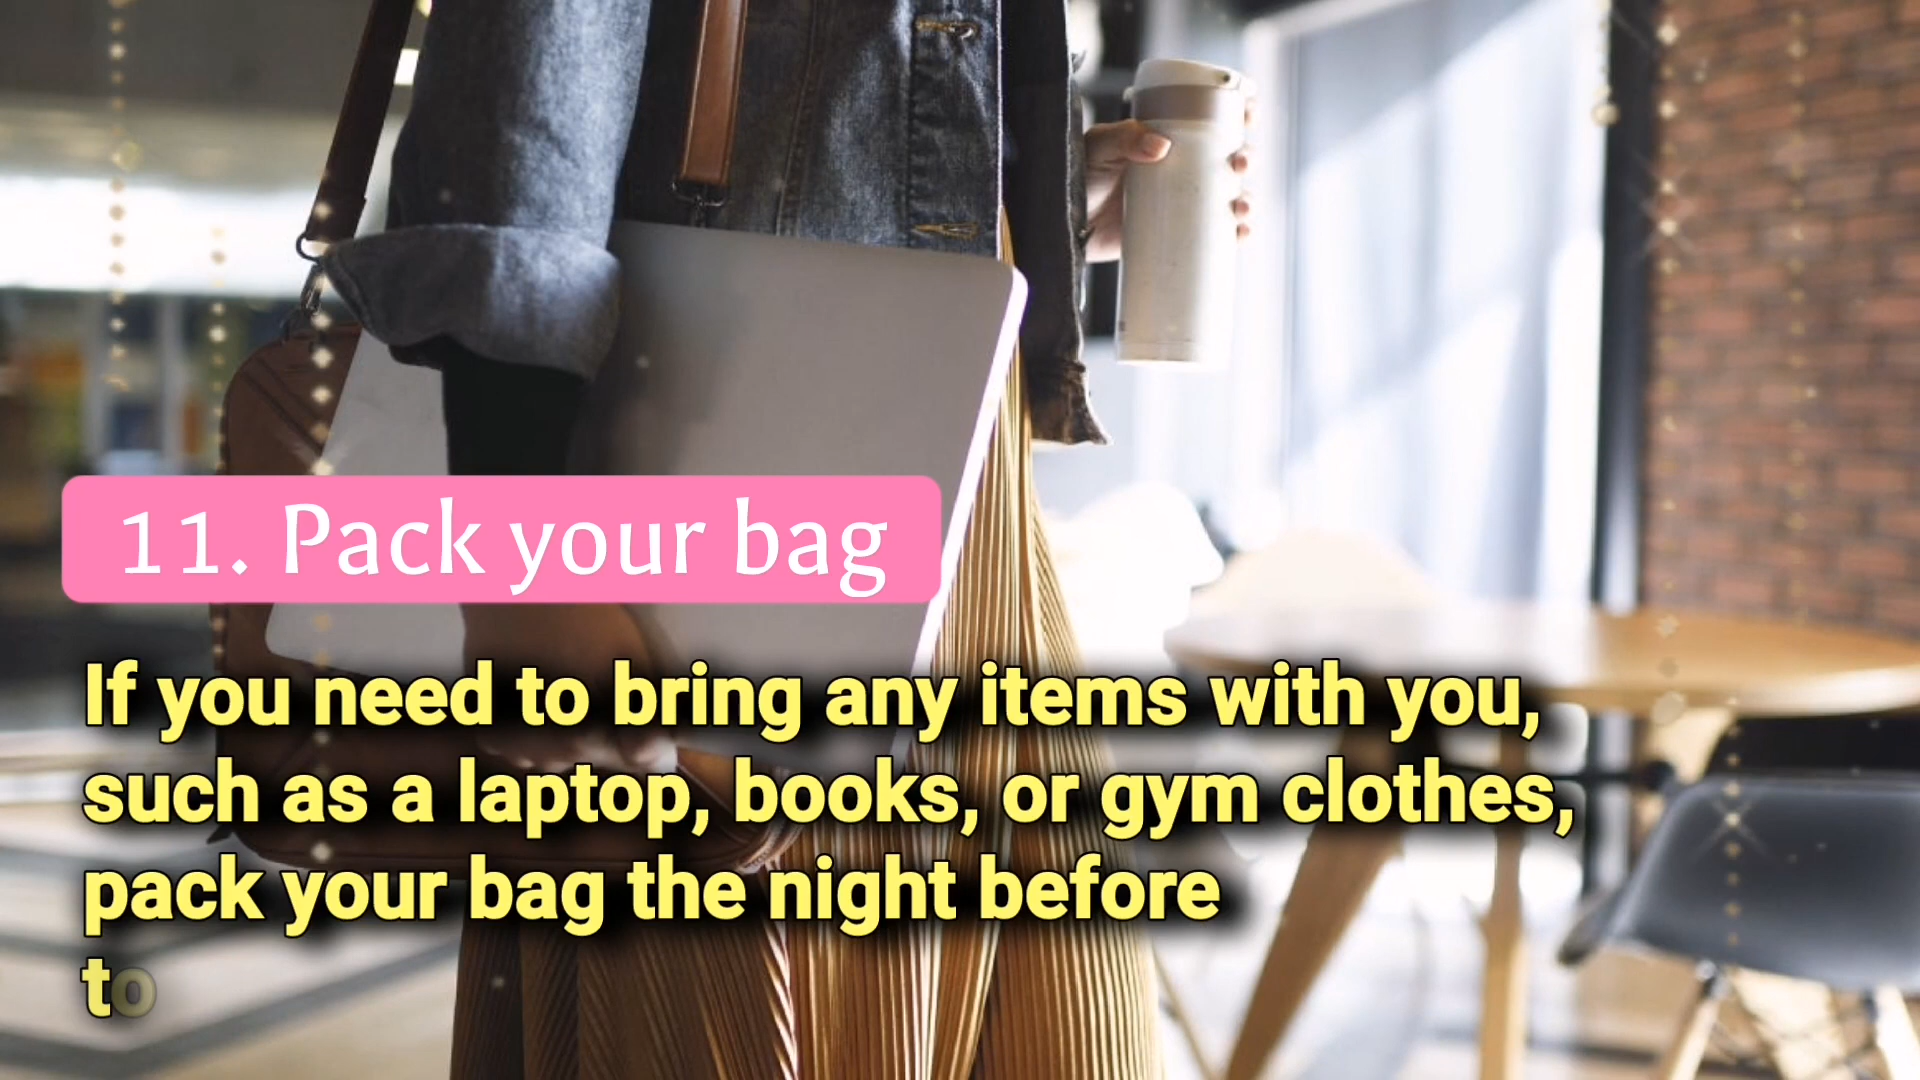 11. Pack your bag
If you need to bring any items with you,
such as a laptop, books, or gym clothes,
pack your bag the night before
to